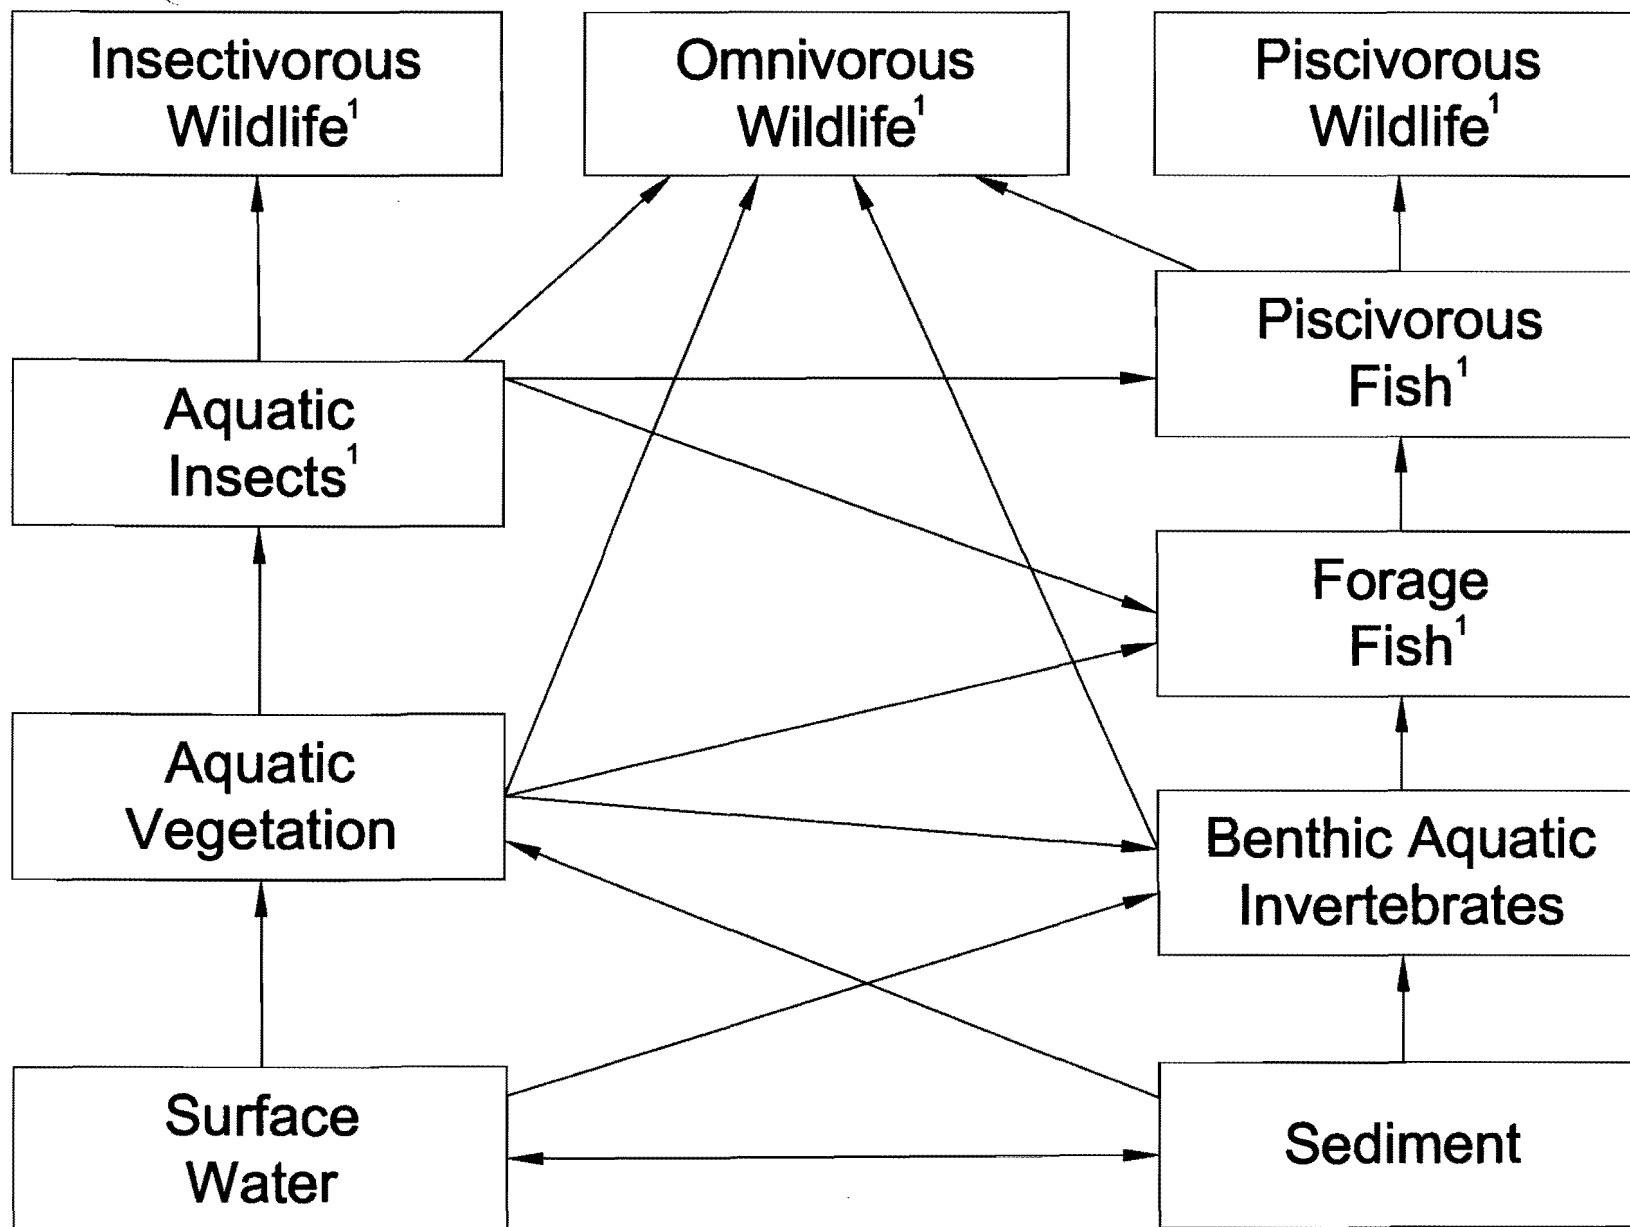 Insectivorous
Wildlife¹
Omnivorous
Wildlife¹
Piscivorous
Wildlife¹
Piscivorous
Fish¹
Aquatic
Insects¹
Forage
Fish¹
Aquatic
Vegetation
Benthic Aquatic
Invertebrates
Surface
Water
Sediment